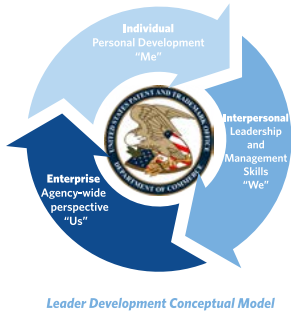 Individual
Personal Development
“Me”
Interpersonal
Leadership
and
Management
Skills
“We”
Enterprise
Agency-wide
perspective
“Us”
UNITED STATES PATENT AND TRADEMARK OFFICE
DEPARTMENT OF COMMERCE
Leader Development Conceptual Model